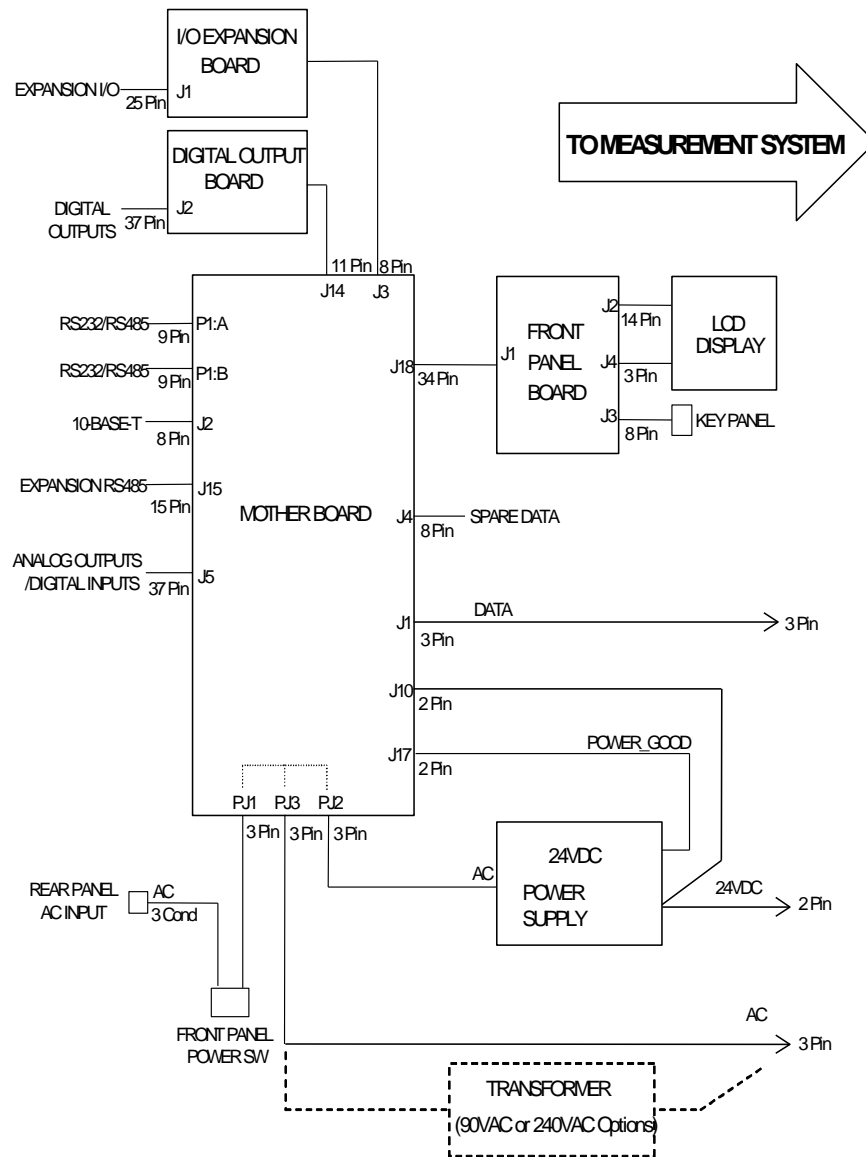 I/O EXPANSION
BOARD
EXPANSION I/O
25 Pin
J1
TO MEASUREMENT SYSTEM
DIGITAL OUTPUT
BOARD
DIGITAL
OUTPUTS
37 Pin
J2
11 Pin
8 Pin
J14
J3
RS232/RS485
9 Pin
P1:A
RS232/RS485
9 Pin
P1:B
10-BASE-T
8 Pin
J2
EXPANSION RS485
15 Pin
J15
ANALOG OUTPUTS
/DIGITAL INPUTS
37 Pin
J5
MOTHER BOARD
J18
34 Pin
J1
FRONT
PANEL
BOARD
J2
14 Pin
J4
3 Pin
J3
8 Pin
LCD
DISPLAY
KEY PANEL
J4
8 Pin
SPARE DATA
J1
3 Pin
DATA
3 Pin
J10
2 Pin
J17
2 Pin
POWER_GOOD
PJ1
PJ3
PJ2
3 Pin
3 Pin
3 Pin
24VDC
POWER
SUPPLY
AC
24VDC
2 Pin
REAR PANEL
AC INPUT
AC
3 Cond
FRONT PANEL
POWER SW
AC
3 Pin
TRANSFORMER
(90VAC or 240VAC Options)